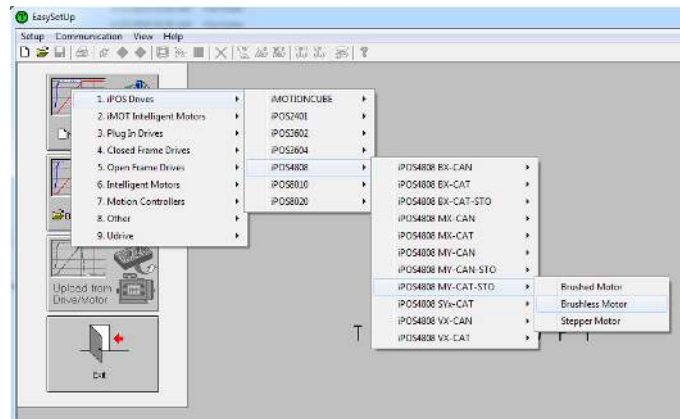 EasySetUp
Setup Communication View Help
1. iPOS Drives
2. iMOT Intelligent Motors
3. Plug In Drives
4. Closed Frame Drives
5. Open Frame Drives
6. Intelligent Motors
7. Motion Controllers
8. Other
9. Udrive
iMOTIONCUBE
iPOS2401
iPOS3602
iPOS3604
iPOS4808
iPOS8010
iPOS8020
iPOS4808 BX-CAN
iPOS4808 BX-CAT
iPOS4808 BX-CAT-STO
iPOS4808 MX-CAN
iPOS4808 MX-CAT
iPOS4808 MY-CAN
iPOS4808 MY-CAN-STO
iPOS4808 MY-CAT-STO
iPOS4808 SYx-CAT
iPOS4808 VX-CAN
iPOS4808 VX-CAT
Brushed Motor
Brushless Motor
Stepper Motor
Upload from
Drive/Motor
Exit
T